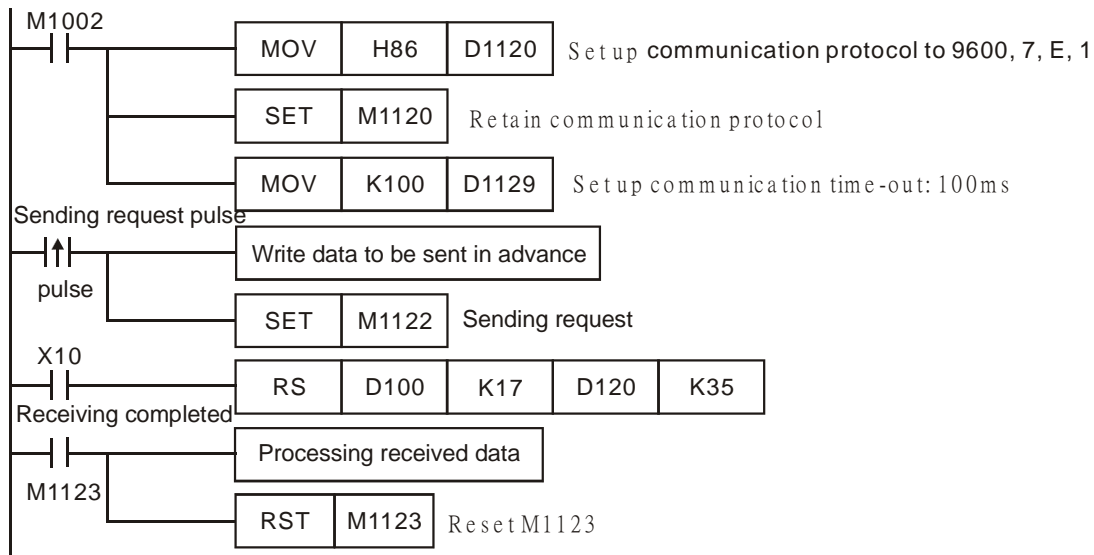 M1002
MOV H86 D1120 Setup communication protocol to 9600, 7, E, 1
SET M1120 Retain communication protocol
MOV K100 D1129 Setup communication time-out: 100ms
Sending request pulse
Write data to be sent in advance
pulse
SET M1122 Sending request
X10
RS D100 K17 D120 K35
Receiving completed
Processing received data
M1123
RST M1123 Reset M1123